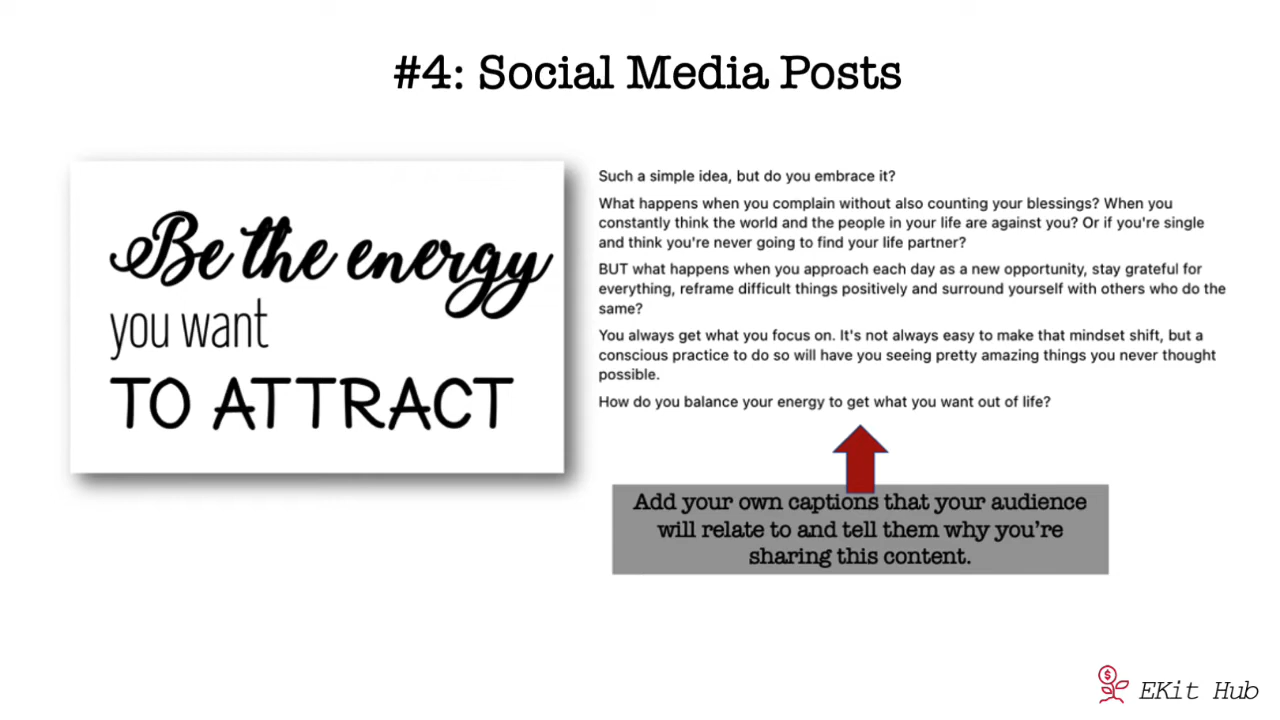 #4: Social Media Posts
Be the energy
you want
TO ATTRACT
Such a simple idea, but do you embrace it?
What happens when you complain without also counting your blessings? When you
constantly think the world and the people in your life are against you? Or if you're single
and think you're never going to find your life partner?
BUT what happens when you approach each day as a new opportunity, stay grateful for
everything, reframe difficult things positively and surround yourself with others who do the
same?
You always get what you focus on. It's not always easy to make that mindset shift, but a
conscious practice to do so will have you seeing pretty amazing things you never thought
possible.
How do you balance your energy to get what you want out of life?
Add your own captions that your audience
will relate to and tell them why you're
sharing this content.
$
EKit Hub